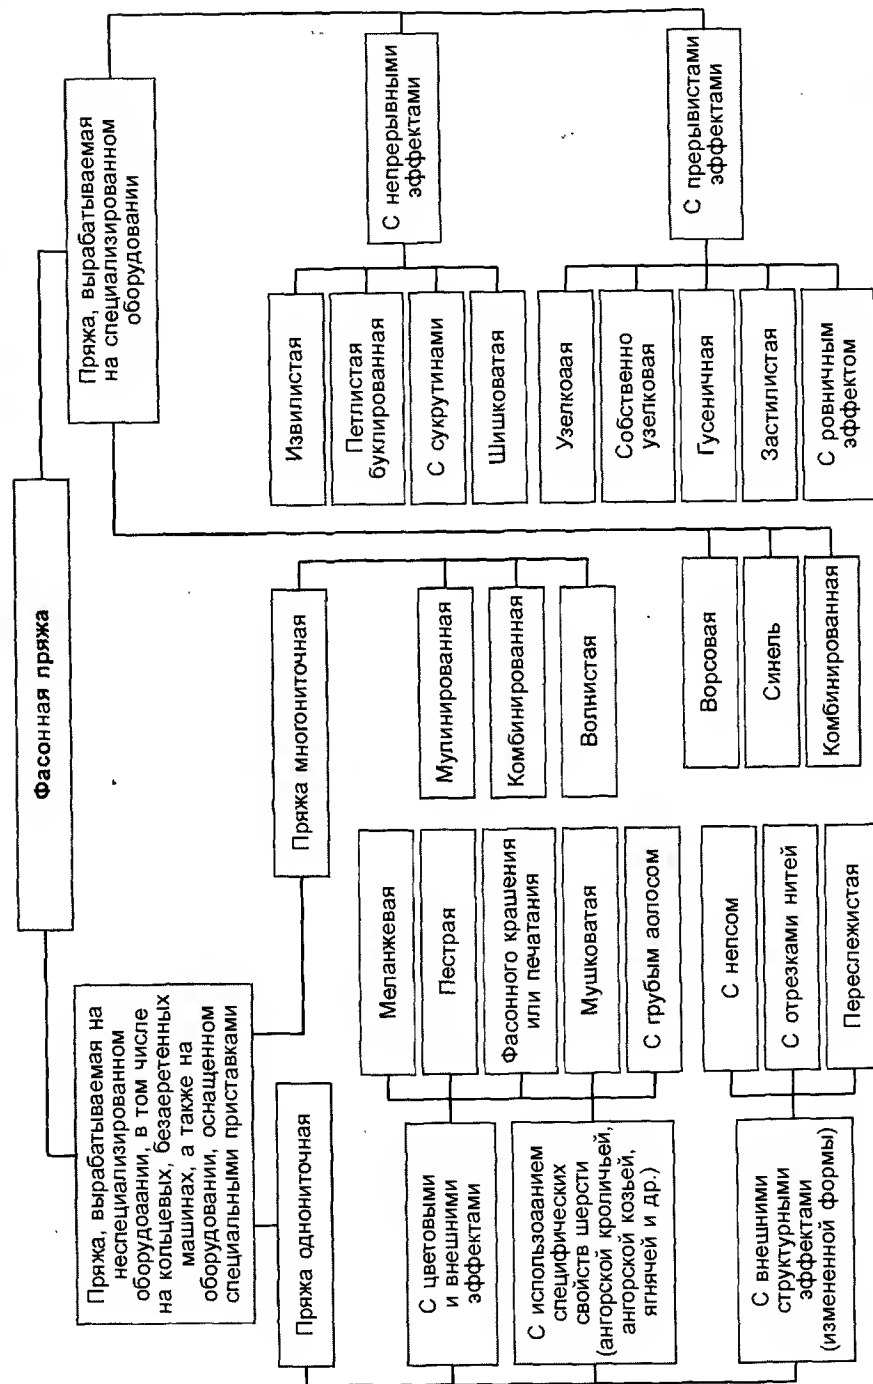 Фасонная пряжа
Пряжа, вырабатываемая на
неспециализированном
оборудоаании, в том числе
на кольцевых, безаеретенных
машинах, а также на
оборудовании, оснащенном
специальными приставками
Пряжа, вырабатываемая
на специализированном
оборудовании
Пряжа однониточная
Пряжа многониточная
С цветовыми
и внешними
эффектами
С использоаанием
специфических
свойств шерсти
(ангорской кроличьей,
ангорской козьей,
ягнячей и др.)
С внешними
структурными
эффектами
(измененной формы)
Меланжевая
Пестрая
Фасонного крашения
или печатания
Мушковатая
С грубым аолосом
С непсом
С отрезками нитей
Переслежистая
Мулинированная
Комбинированная
Волнистая
Ворсовая
Синель
Комбинированная
Извилистая
Петлистая
буклированная
С сукрутинами
Шишковатая
Узелкоаая
Собственно
узелковая
Гусеничная
Застилистая
С ровничным
эффектом
С непрерывными
эффектами
С прерывистами
эффектами